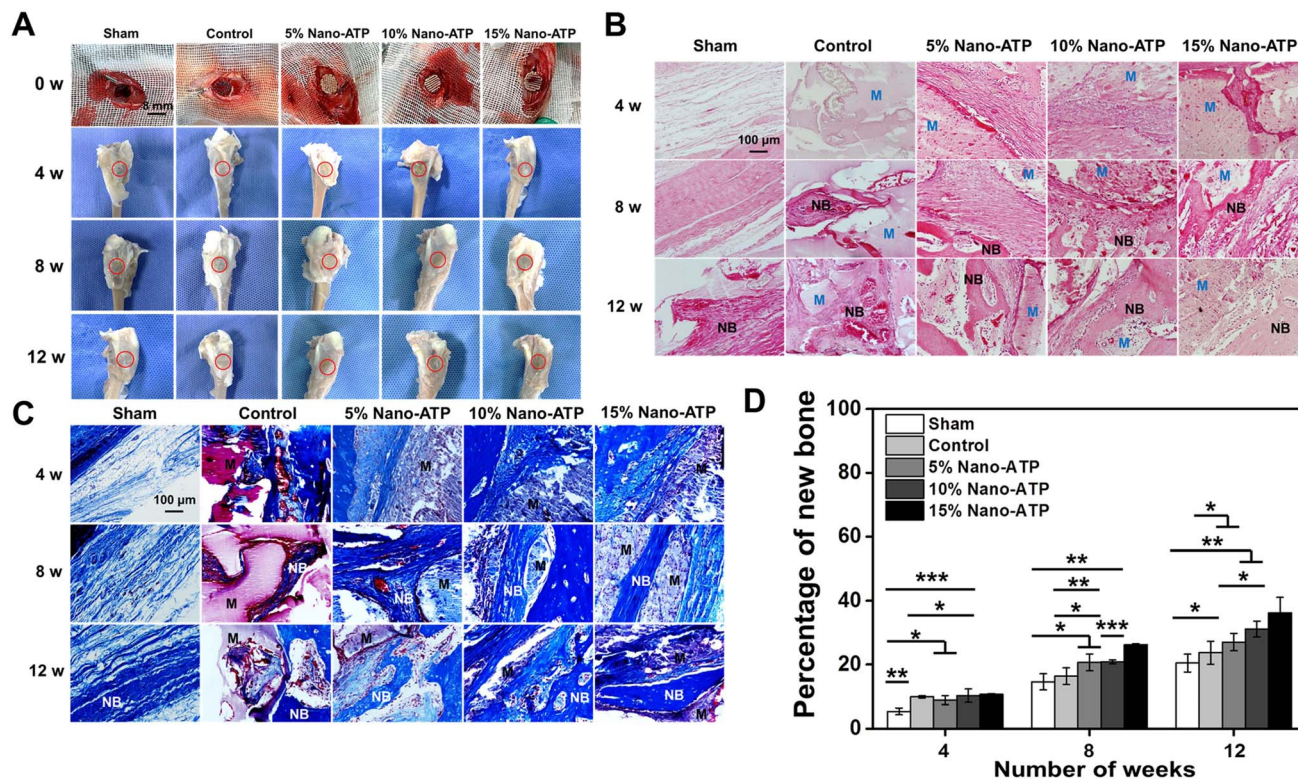 A
Sham Control 5% Nano-ATP 10% Nano-ATP 15% Nano-ATP
0 w
8 mm
4 w
8 w
12 w
B
Sham Control 5% Nano-ATP 10% Nano-ATP 15% Nano-ATP
4 w
M M M M
100 µm
8 w
M M M
NB NB M NB NB NB
12 w
NB M NB NB M NB M M NB
C
Sham Control 5% Nano-ATP 10% Nano-ATP 15% Nano-ATP
4 w
M M M M
100 µm
8 w
NB M NB M NB M NB M
12 w
NB M NB M NB M NB M NB M
D
Percentage of new bone
100
80
60
40
20
0
Sham
Control
5% Nano-ATP
10% Nano-ATP
15% Nano-ATP
** * * ***
* * *** * ** **
* * ** *
4 8 12
Number of weeks